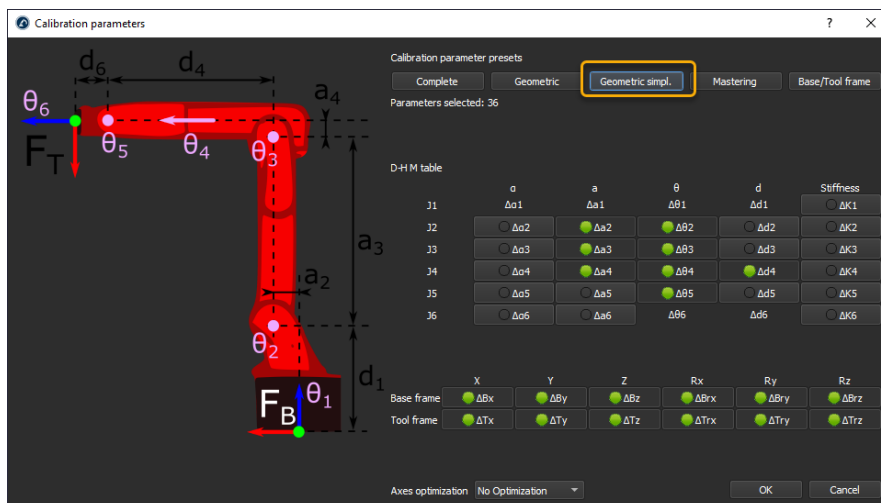 Calibration parameters
? ×
d6 d4
a4
θ6
θ5 θ4 θ3
FT
a3
a2
θ2
d1
θ1
FB
Calibration parameter presets
Complete Geometric Geometric simpl. Mastering Base/Tool frame
Parameters selected: 36
D-H M table
α a θ d Stiffness
J1 Δα1 Δa1 Δθ1 Δd1 ΔK1
J2 Δα2 Δa2 Δθ2 Δd2 ΔK2
J3 Δα3 Δa3 Δθ3 Δd3 ΔK3
J4 Δα4 Δa4 Δθ4 Δd4 ΔK4
J5 Δα5 Δa5 Δθ5 Δd5 ΔK5
J6 Δα6 Δa6 Δθ6 Δd6 ΔK6
X Y Z Rx Ry Rz
Base frame ΔBx ΔBy ΔBz ΔBrx ΔBry ΔBrz
Tool frame ΔTx ΔTy ΔTz ΔTrx ΔTry ΔTrz
Axes optimization No Optimization OK Cancel